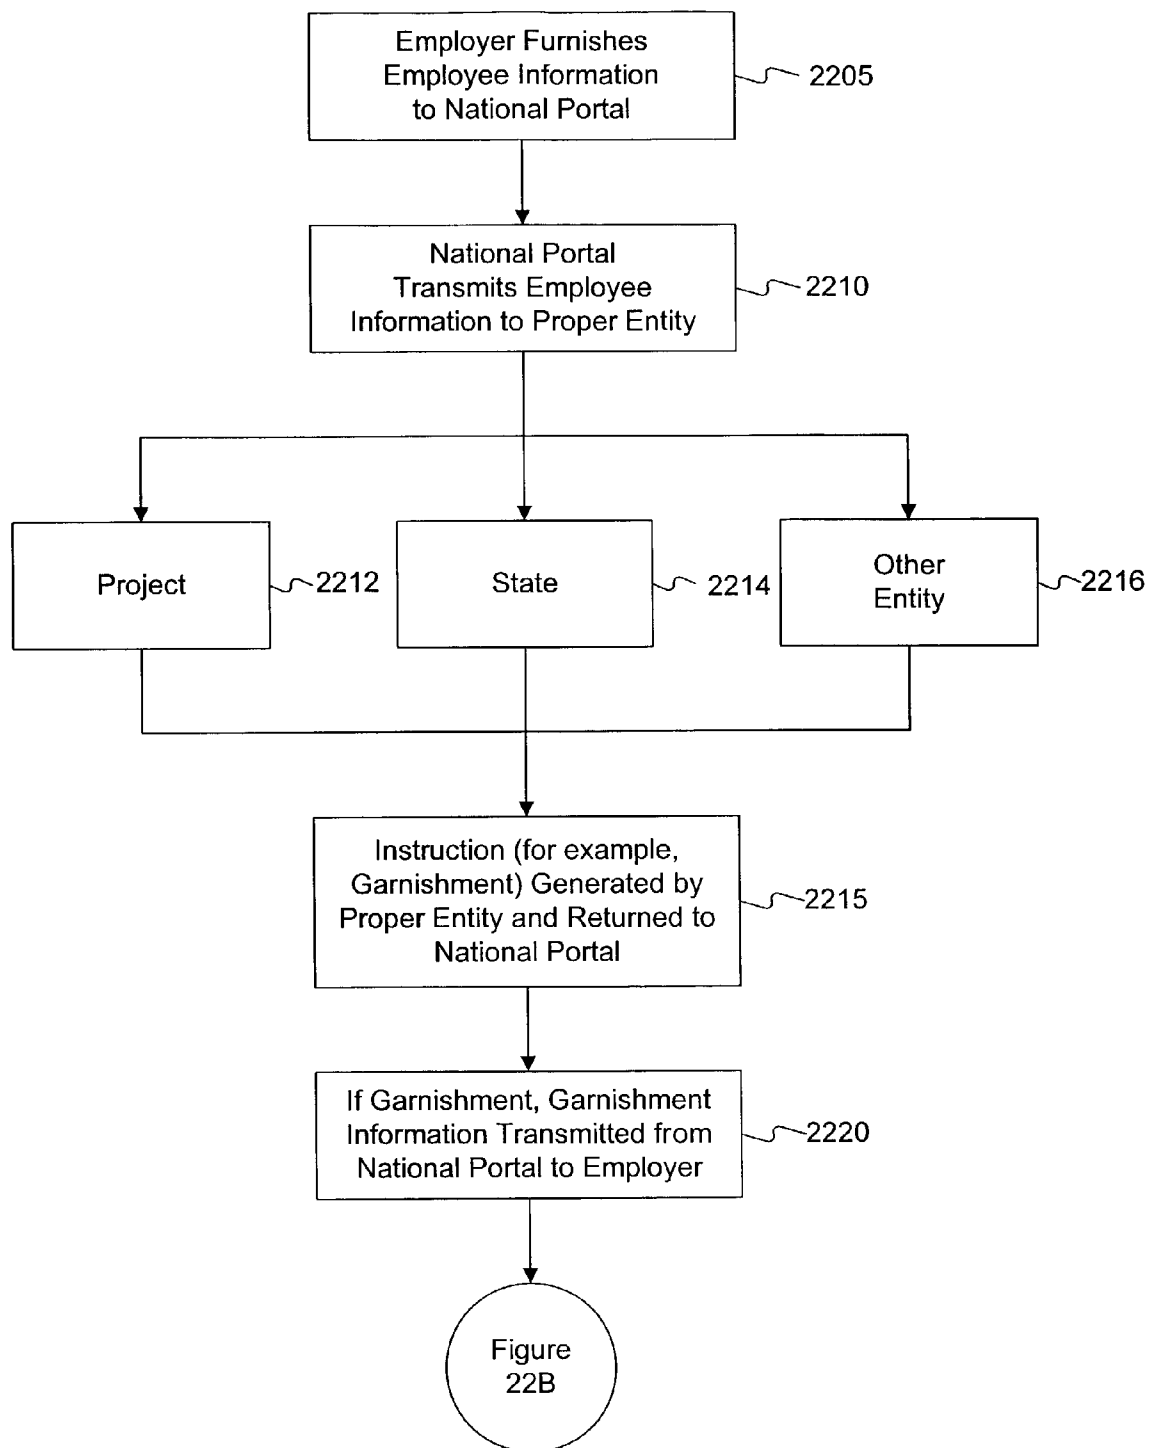 Employer Furnishes
Employee Information
to National Portal
2205
National Portal
Transmits Employee
Information to Proper Entity
2210
Project
2212
State
2214
Other
Entity
2216
Instruction (for example,
Garnishment) Generated by
Proper Entity and Returned to
National Portal
2215
If Garnishment, Garnishment
Information Transmitted from
National Portal to Employer
2220
Figure
22B